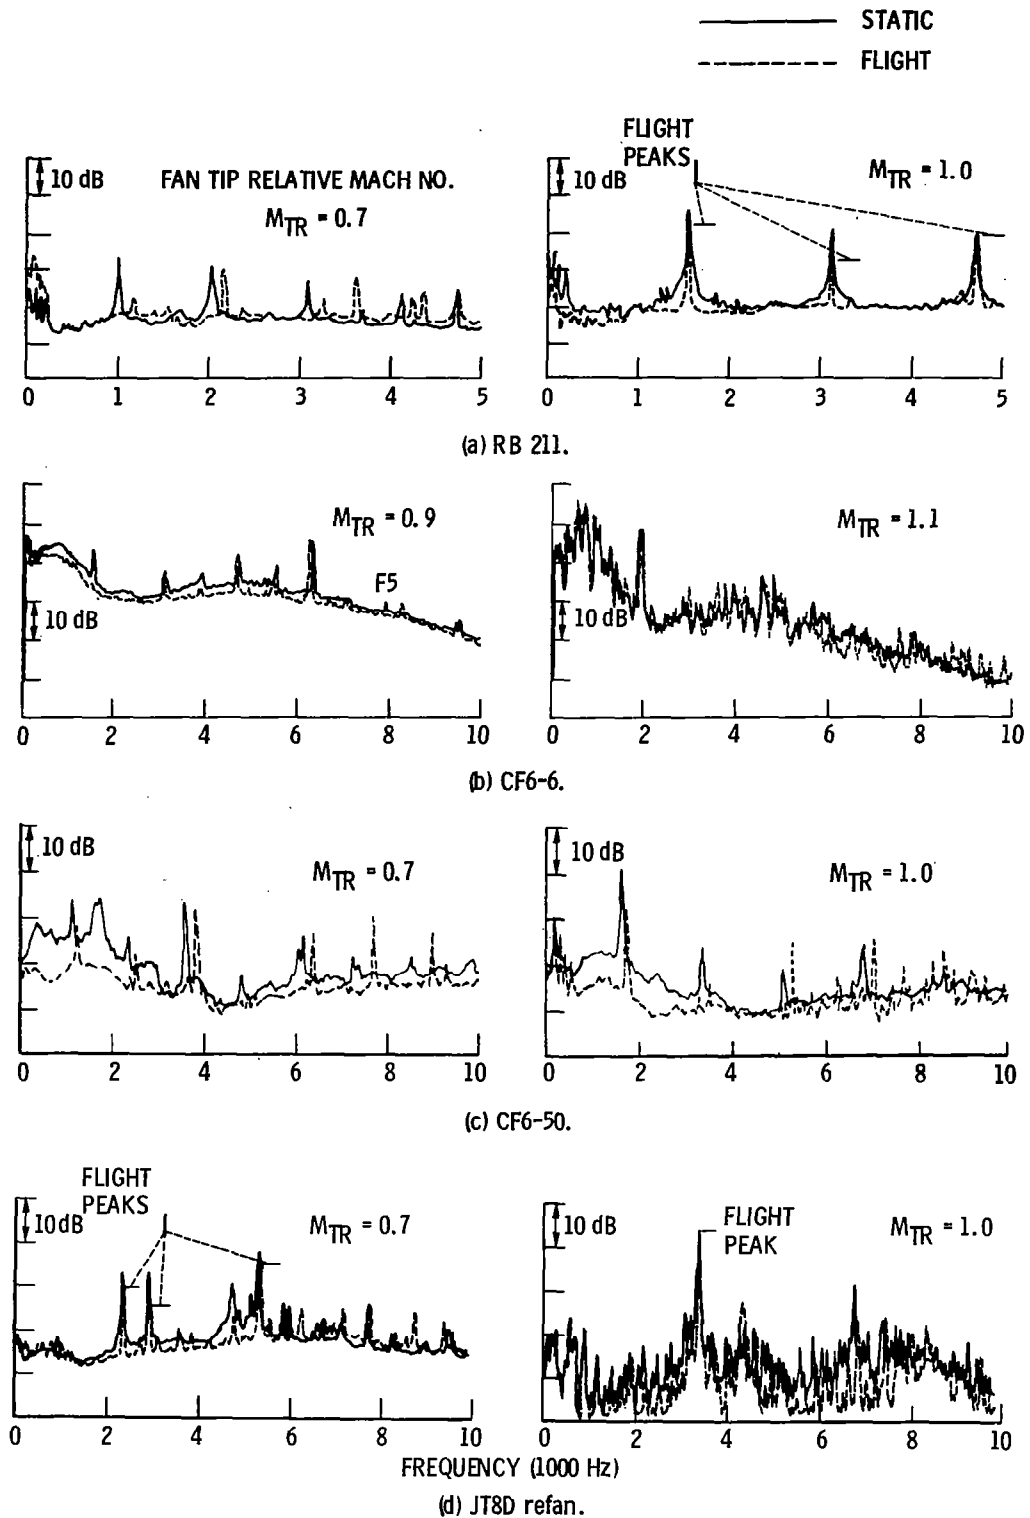 STATIC
FLIGHT
10 dB
FAN TIP RELATIVE MACH NO.
MTR = 0.7
0 1 2 3 4 5
FLIGHT
PEAKS
10 dB
MTR = 1.0
0 1 2 3 4 5
(a) RB 211.
MTR = 0.9
F5
10 dB
0 2 4 6 8 10
MTR = 1.1
10 dB
0 2 4 6 8 10
(b) CF6-6.
10 dB
MTR = 0.7
0 2 4 6 8 10
10 dB
MTR = 1.0
0 2 4 6 8 10
(c) CF6-50.
FLIGHT
PEAKS
10 dB
MTR = 0.7
0 2 4 6 8 10
10 dB
FLIGHT
PEAK
MTR = 1.0
0 2 4 6 8 10
FREQUENCY (1000 Hz)
(d) JT8D refan.